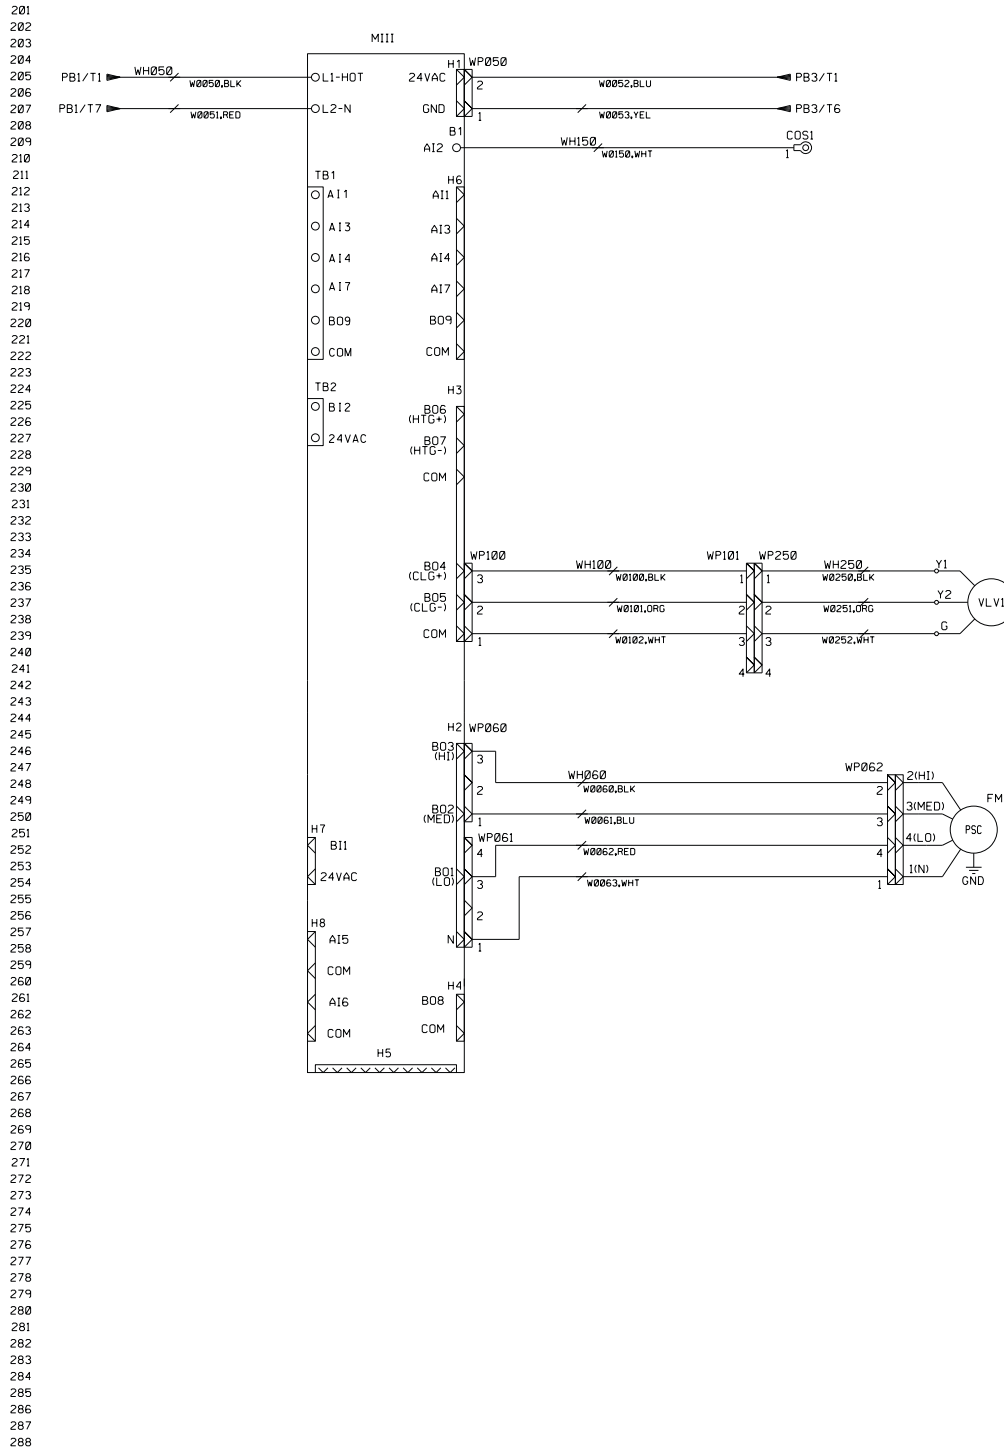 201
202
203
MIII
204
H1 WP050
205 PB1/T1 WH050 W0050,BLK L1-HOT 24VAC 2 W0052,BLU PB3/T1
206
207 PB1/T7 W0051,RED L2-N GND 1 W0053,YEL PB3/T6
208
B1 COS1
209 AI2 WH150 W0150,WHT 1
210
211 TB1 H6
212 AI1 AI1
213
214 AI3 AI3
215
216 AI4 AI4
217
218 AI7 AI7
219
220 BO9 BO9
221
222 COM COM
223
224 TB2 H3
225 BI2 BO6
226 (HTG+)
227 24VAC BO7
228 (HTG-)
229 COM
230
231
232
233
234 WP100 WP101 WP250
235 BO4 (CLG+) 3 WH100 W0100,BLK 1 1 WH250 W0250,BLK Y1
236
237 BO5 (CLG-) 2 W0101,ORG 2 2 W0251,ORG Y2 VLV1
238
239 COM 1 W0102,WHT 3 3 W0252,WHT G
240
241 4 4
242
243
244
245 H2 WP060
246 BO3 (HI) 3
247 WP062
248 2 WH060 W0060,BLK 2 2(HI)
249 FM
250 BO2 (MED) 1 W0061,BLU 3 3(MED)
251 H7 WP061 PSC
252 BI1 4 W0062,RED 4 4(LO)
253
254 24VAC BO1 (LO) 3 W0063,WHT 1 1(N) GND
255
256 2
257 H8
258 AI5 N 1
259
260 COM
261 H4
AI6 BO8
262
263 COM COM
264 H5
265
266
267
268
269
270
271
272
273
274
275
276
277
278
279
280
281
282
283
284
285
286
287
288